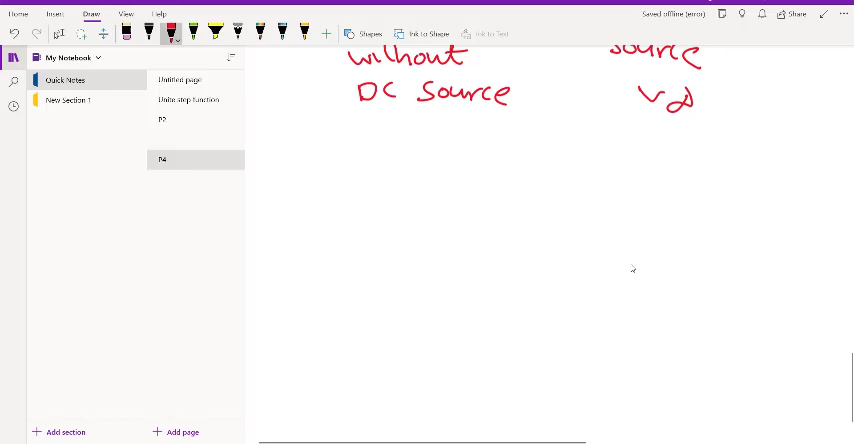 Home Insert Draw View Help Saved offline (error) Share
Shapes Ink to Shape Ink to Text
My Notebook
Quick Notes
New Section 1
Untitled page
Unite step function
P2
P4
without source
DC source
Add section Add page